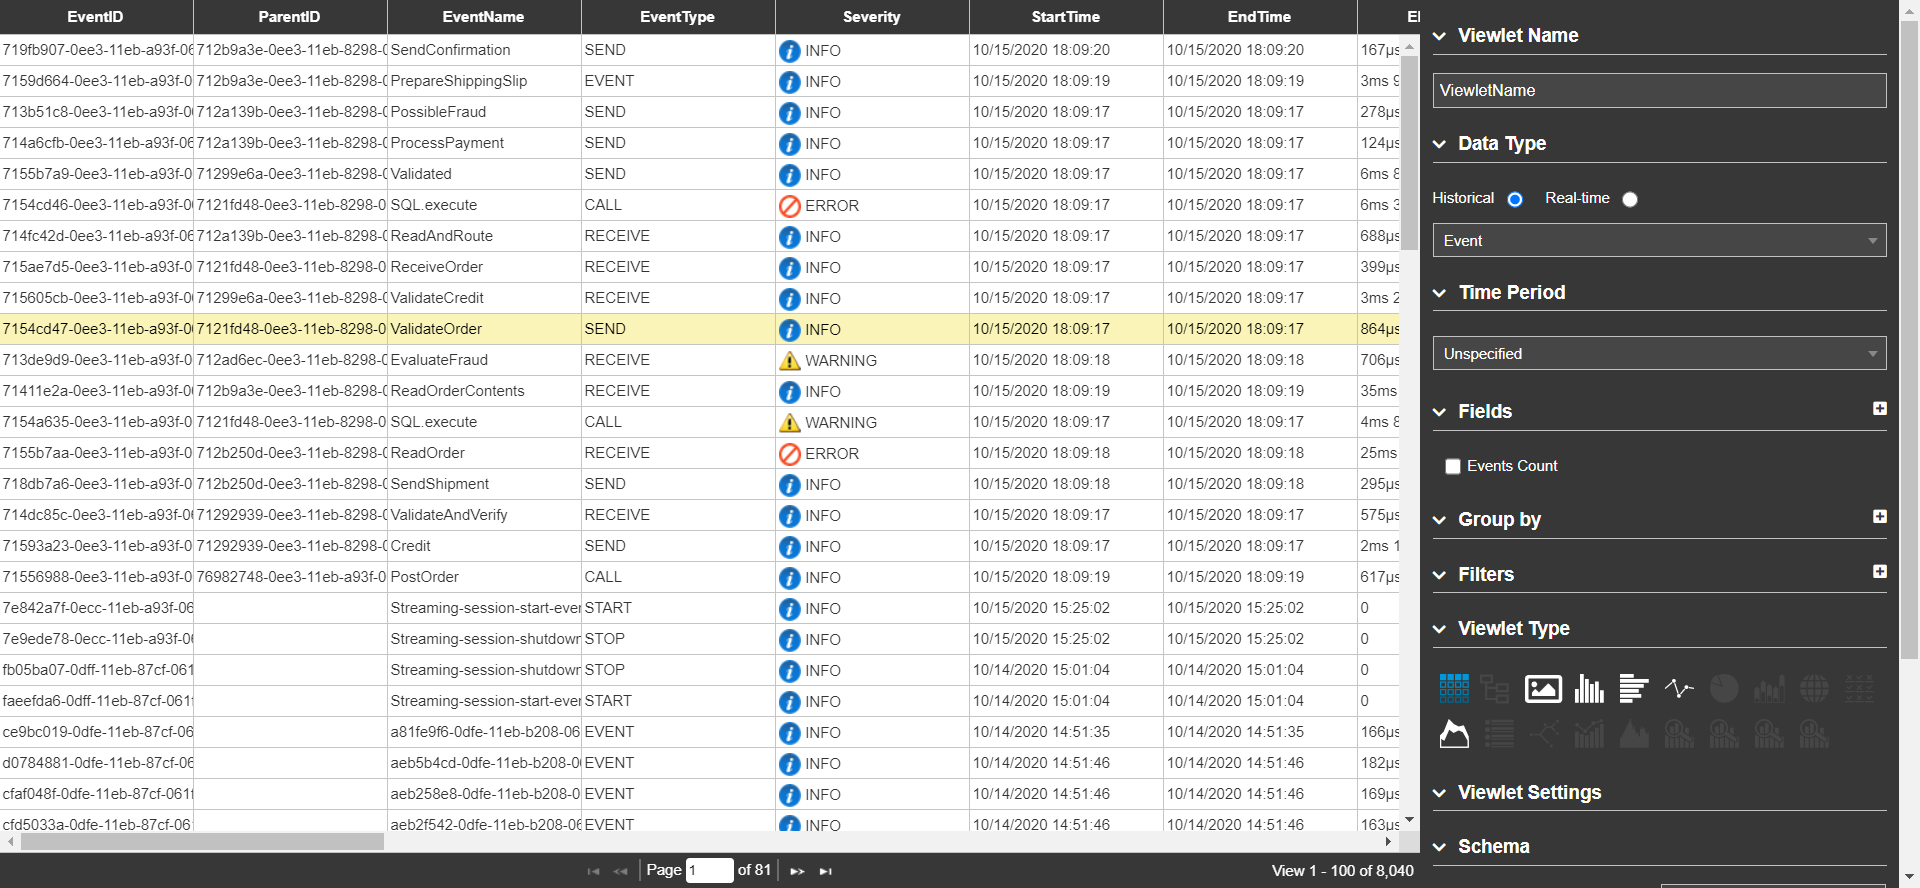 EventID ParentID EventName EventType Severity StartTime EndTime El
719fb907-0ee3-11eb-a93f-06 712b9a3e-0ee3-11eb-8298-0 SendConfirmation SEND INFO 10/15/2020 18:09:20 10/15/2020 18:09:20 167µs
7159d664-0ee3-11eb-a93f-0 712b9a3e-0ee3-11eb-8298-0 PrepareShippingSlip EVENT INFO 10/15/2020 18:09:19 10/15/2020 18:09:19 3ms 9
713b51c8-0ee3-11eb-a93f-0 712a139b-0ee3-11eb-8298-0 PossibleFraud SEND INFO 10/15/2020 18:09:17 10/15/2020 18:09:17 278µs
714a6cfb-0ee3-11eb-a93f-06 712a139b-0ee3-11eb-8298-0 ProcessPayment SEND INFO 10/15/2020 18:09:17 10/15/2020 18:09:17 124µs
7155b7a9-0ee3-11eb-a93f-0 71299e6a-0ee3-11eb-8298-0 Validated SEND INFO 10/15/2020 18:09:17 10/15/2020 18:09:17 6ms 8
7154cd46-0ee3-11eb-a93f-0 7121fd48-0ee3-11eb-8298-0 SQL.execute CALL ERROR 10/15/2020 18:09:17 10/15/2020 18:09:17 6ms 3
714fc42d-0ee3-11eb-a93f-06 712a139b-0ee3-11eb-8298-0 ReadAndRoute RECEIVE INFO 10/15/2020 18:09:17 10/15/2020 18:09:17 688µs
715ae7d5-0ee3-11eb-a93f-0 7121fd48-0ee3-11eb-8298-0 ReceiveOrder RECEIVE INFO 10/15/2020 18:09:17 10/15/2020 18:09:17 399µs
715605cb-0ee3-11eb-a93f-0 71299e6a-0ee3-11eb-8298-0 ValidateCredit RECEIVE INFO 10/15/2020 18:09:17 10/15/2020 18:09:17 3ms 2
7154cd47-0ee3-11eb-a93f-0 7121fd48-0ee3-11eb-8298-0 ValidateOrder SEND INFO 10/15/2020 18:09:17 10/15/2020 18:09:17 864µs
713de9d9-0ee3-11eb-a93f-0 712ad6ec-0ee3-11eb-8298-0 EvaluateFraud RECEIVE WARNING 10/15/2020 18:09:18 10/15/2020 18:09:18 706µs
71411e2a-0ee3-11eb-a93f-0 712b9a3e-0ee3-11eb-8298-0 ReadOrderContents RECEIVE INFO 10/15/2020 18:09:19 10/15/2020 18:09:19 35ms
7154a635-0ee3-11eb-a93f-0 7121fd48-0ee3-11eb-8298-0 SQL.execute CALL WARNING 10/15/2020 18:09:17 10/15/2020 18:09:17 4ms 8
7155b7aa-0ee3-11eb-a93f-0 712b250d-0ee3-11eb-8298-0 ReadOrder RECEIVE ERROR 10/15/2020 18:09:18 10/15/2020 18:09:18 25ms
718db7a6-0ee3-11eb-a93f-0 712b250d-0ee3-11eb-8298-0 SendShipment SEND INFO 10/15/2020 18:09:18 10/15/2020 18:09:18 295µs
714dc85c-0ee3-11eb-a93f-0 71292939-0ee3-11eb-8298-0 ValidateAndVerify RECEIVE INFO 10/15/2020 18:09:17 10/15/2020 18:09:17 575µs
71593a23-0ee3-11eb-a93f-0 71292939-0ee3-11eb-8298-0 Credit SEND INFO 10/15/2020 18:09:17 10/15/2020 18:09:17 2ms 1
71556988-0ee3-11eb-a93f-0 76982748-0ee3-11eb-a93f-0 PostOrder CALL INFO 10/15/2020 18:09:19 10/15/2020 18:09:19 617µs
7e842a7f-0ecc-11eb-a93f-06 Streaming-session-start-even START INFO 10/15/2020 15:25:02 10/15/2020 15:25:02 0
7e9ede78-0ecc-11eb-a93f-0 Streaming-session-shutdown STOP INFO 10/15/2020 15:25:02 10/15/2020 15:25:02 0
fb05ba07-0dff-11eb-87cf-061 Streaming-session-shutdown STOP INFO 10/14/2020 15:01:04 10/14/2020 15:01:04 0
faeefda6-0dff-11eb-87cf-061f Streaming-session-start-even START INFO 10/14/2020 15:01:04 10/14/2020 15:01:04 0
ce9bc019-0dfe-11eb-87cf-06 a81fe9f6-0dfe-11eb-b208-06 EVENT INFO 10/14/2020 14:51:35 10/14/2020 14:51:35 166µs
d0784881-0dfe-11eb-87cf-06 aeb5b4cd-0dfe-11eb-b208-0 EVENT INFO 10/14/2020 14:51:46 10/14/2020 14:51:46 182µs
cfaf048f-0dfe-11eb-87cf-061f aeb258e8-0dfe-11eb-b208-0 EVENT INFO 10/14/2020 14:51:46 10/14/2020 14:51:46 169µs
cfd5033a-0dfe-11eb-87cf-06 aeb2f542-0dfe-11eb-b208-06 EVENT INFO 10/14/2020 14:51:46 10/14/2020 14:51:46 163µs
Page 1 of 81
View 1 - 100 of 8,040
Viewlet Name
ViewletName
Data Type
Historical Real-time
Event
Time Period
Unspecified
Fields
Events Count
Group by
Filters
Viewlet Type
Viewlet Settings
Schema